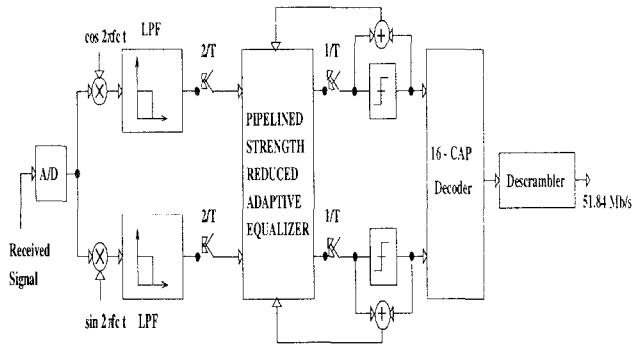 cos 2πfc t
LPF
2/T
1/T
A/D
Received
Signal
PIPELINED
STRENGTH
REDUCED
ADAPTIVE
EQUALIZER
16 - CAP
Decoder
Descrambler
51.84 Mb/s
2/T
1/T
sin 2πfc t
LPF